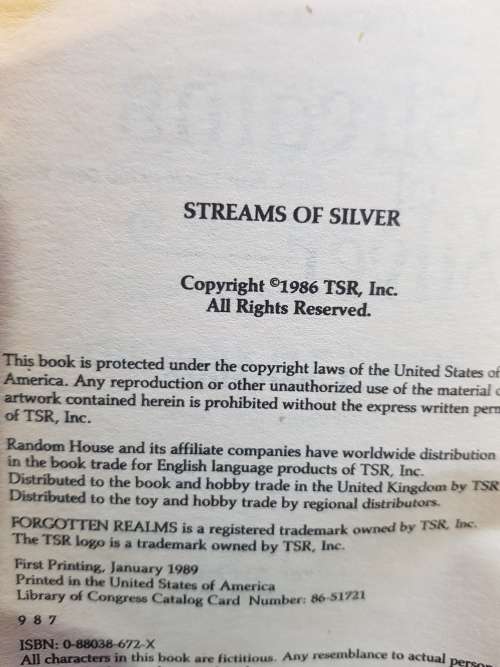 STREAMS OF SILVER
Copyright ©1986 TSR, Inc.
All Rights Reserved.
This book is protected under the copyright laws of the United States of
America. Any reproduction or other unauthorized use of the material
artwork contained herein is prohibited without the express written
of TSR, Inc.
Random House and its affiliate companies have worldwide distribution
in the book trade for English language products of TSR, Inc.
Distributed to the book and hobby trade in the United Kingdom by TSR
Distributed to the toy and hobby trade by regional distributors.
FORGOTTEN REALMS is a registered trademark owned by TSR, Inc.
The TSR logo is a trademark owned by TSR, Inc.
First Printing, January 1989
Printed in the United States of America
Library of Congress Catalog Card Number: 86-51721
9 8 7
ISBN: 0-88038-672-X
All characters in this book are fictitious. Any resemblance to actual